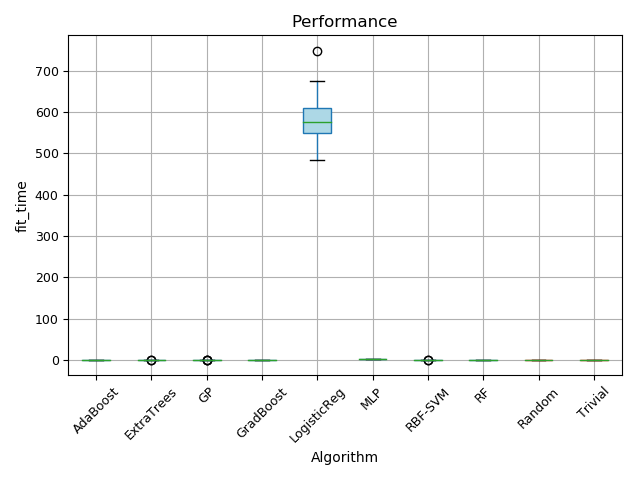 Performance
700
600
500
400
300
200
100
0
fit_time
AdaBoost
ExtraTrees
GP
GradBoost
LogisticReg
MLP
RBF-SVM
RF
Random
Trivial
Algorithm